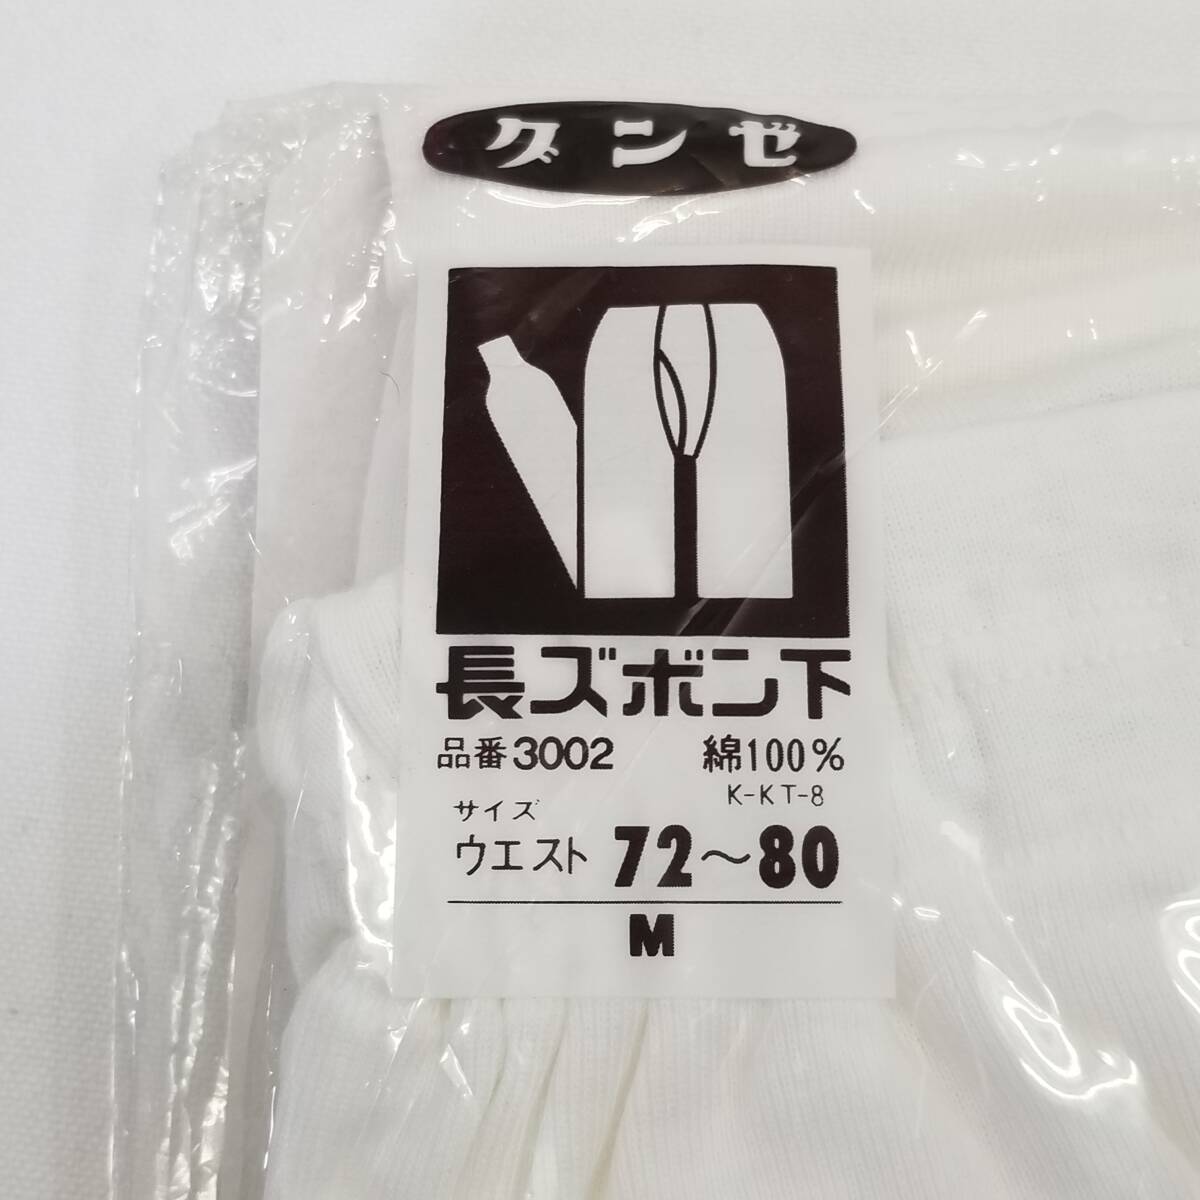 グンゼ
長ズボン下
品番3002 綿100%
K-KT-8
サイズ
ウエスト 72～80
M